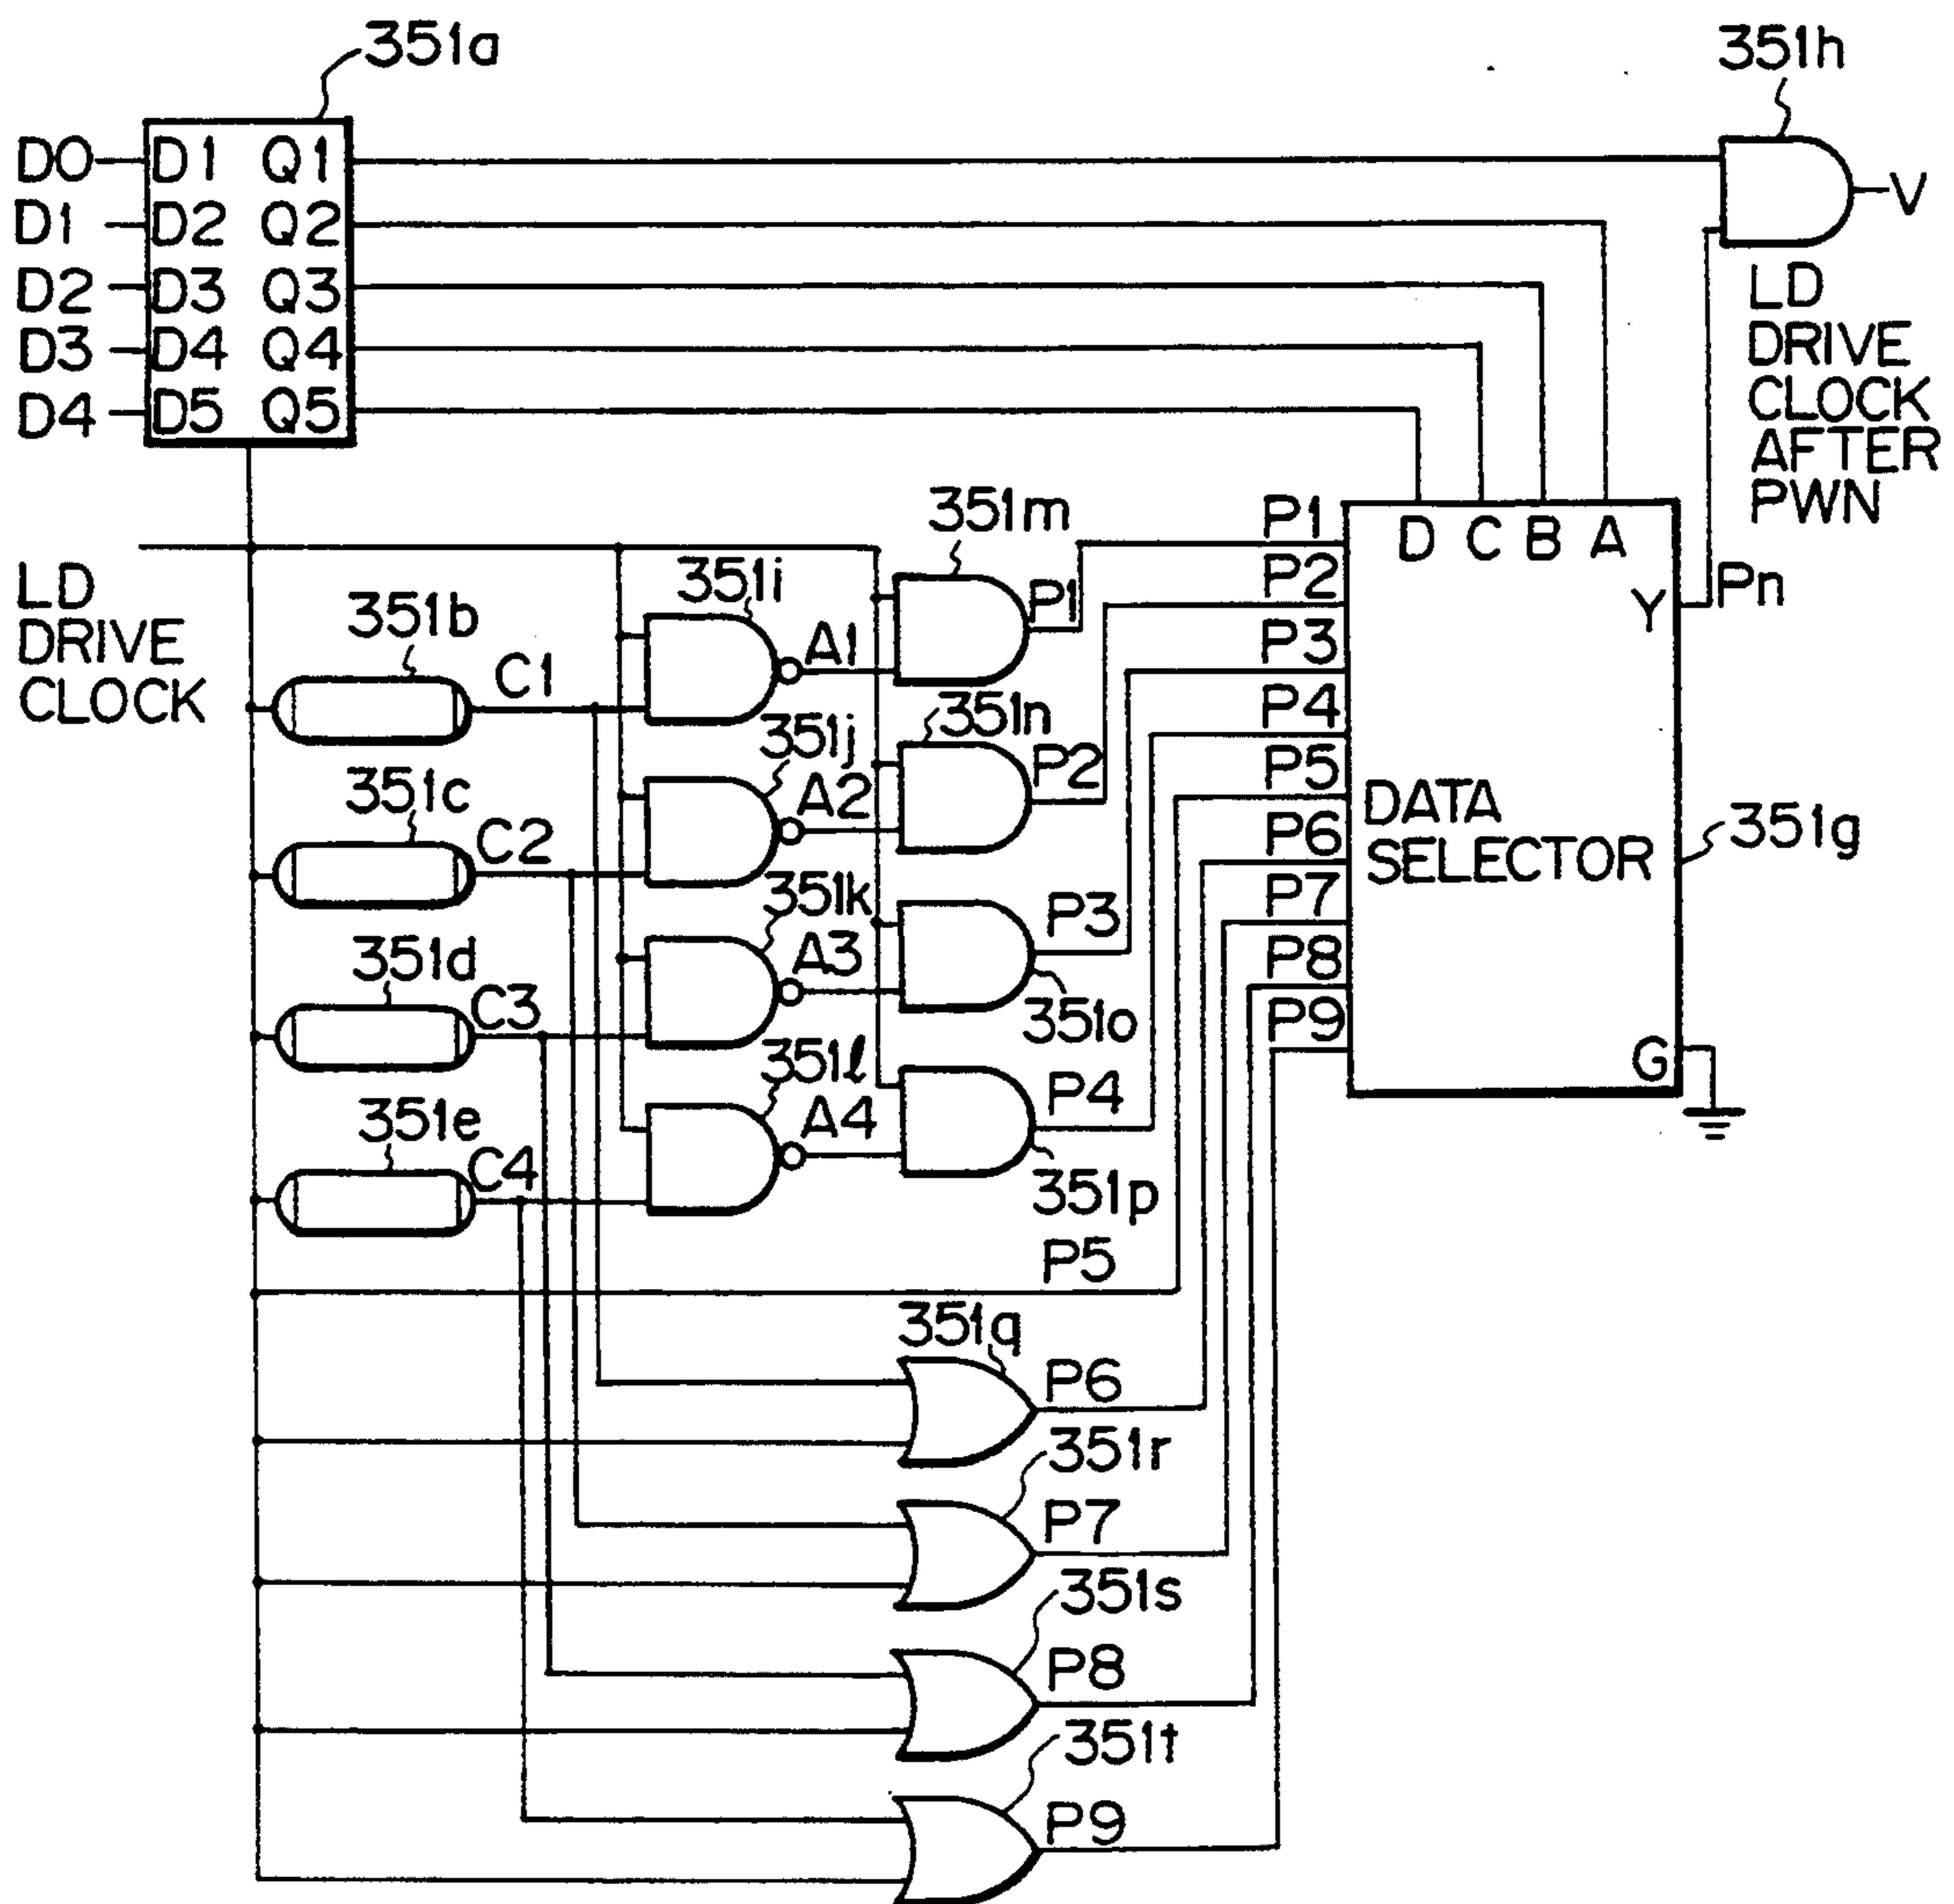 351a
351h
D0 D1 Q1
V
D1 D2 Q2
D2 D3 Q3
D3 D4 Q4
D4 D5 Q5
LD
DRIVE
CLOCK
AFTER
PWN
351m
P1
D C B A
LD
DRIVE
CLOCK
351i
P1
P2
Y Pn
351b
A1
P3
C1
P4
351j
351n
P2
P5
351c
A2
DATA
SELECTOR
351g
C2
P6
351k
P7
P3
351d
A3
P8
C3
351o
P9
351l
G
351e
A4
P4
C4
351p
P5
351q
P6
351r
P7
351s
P8
351t
P9